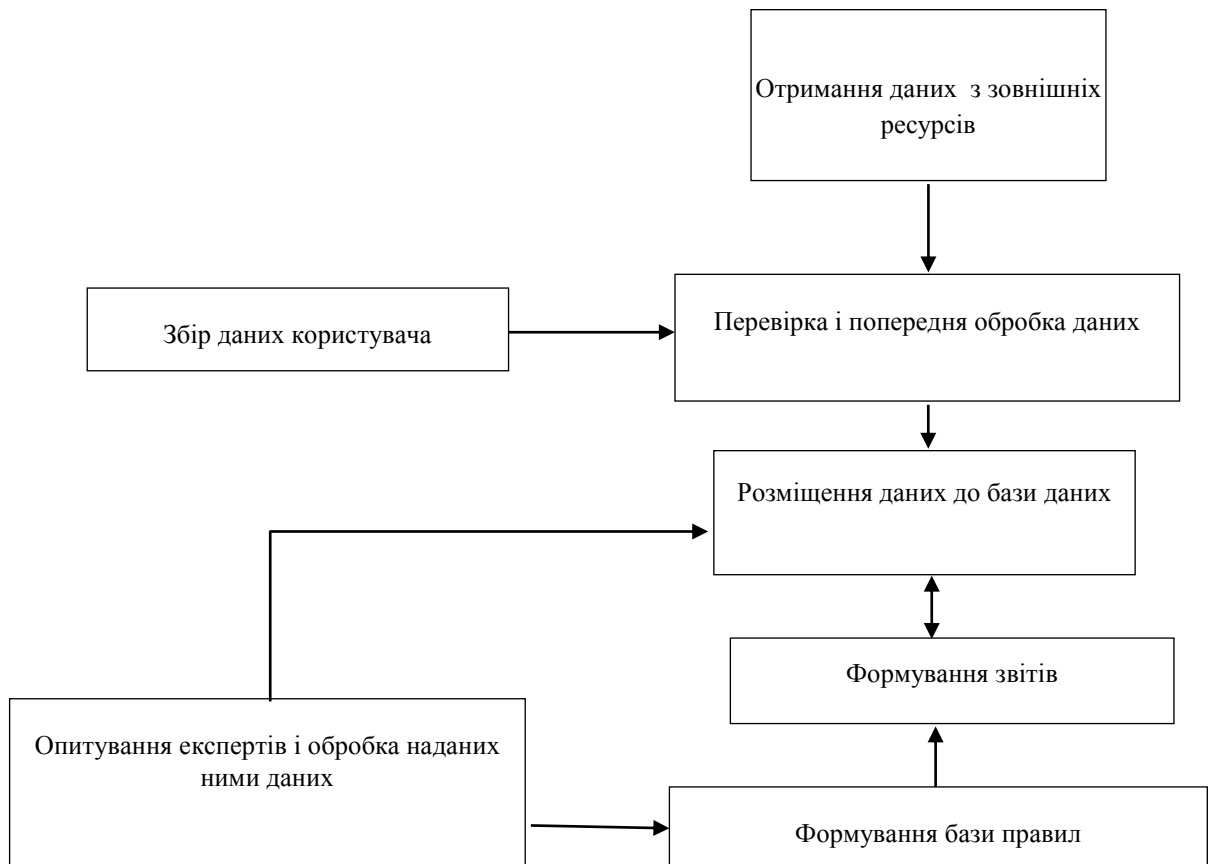 Отримання даних з зовнішніх
ресурсів
Збір даних користувача
Перевірка і попередня обробка даних
Розміщення даних до бази даних
Формування звітів
Опитування експертів і обробка наданих
ними даних
Формування бази правил